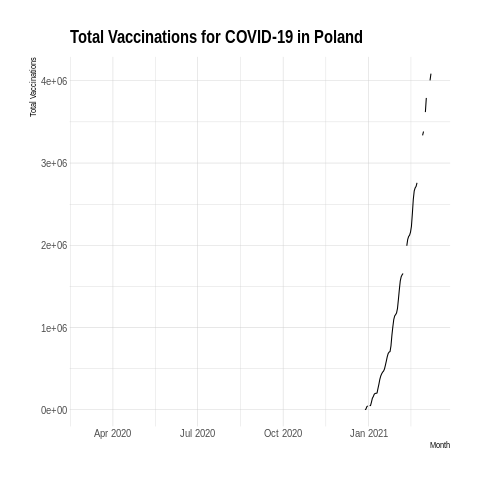 Total Vaccinations for COVID-19 in Poland
Total Vaccinations
4e+06
3e+06
2e+06
1e+06
0e+00
Apr 2020 Jul 2020 Oct 2020 Jan 2021
Month